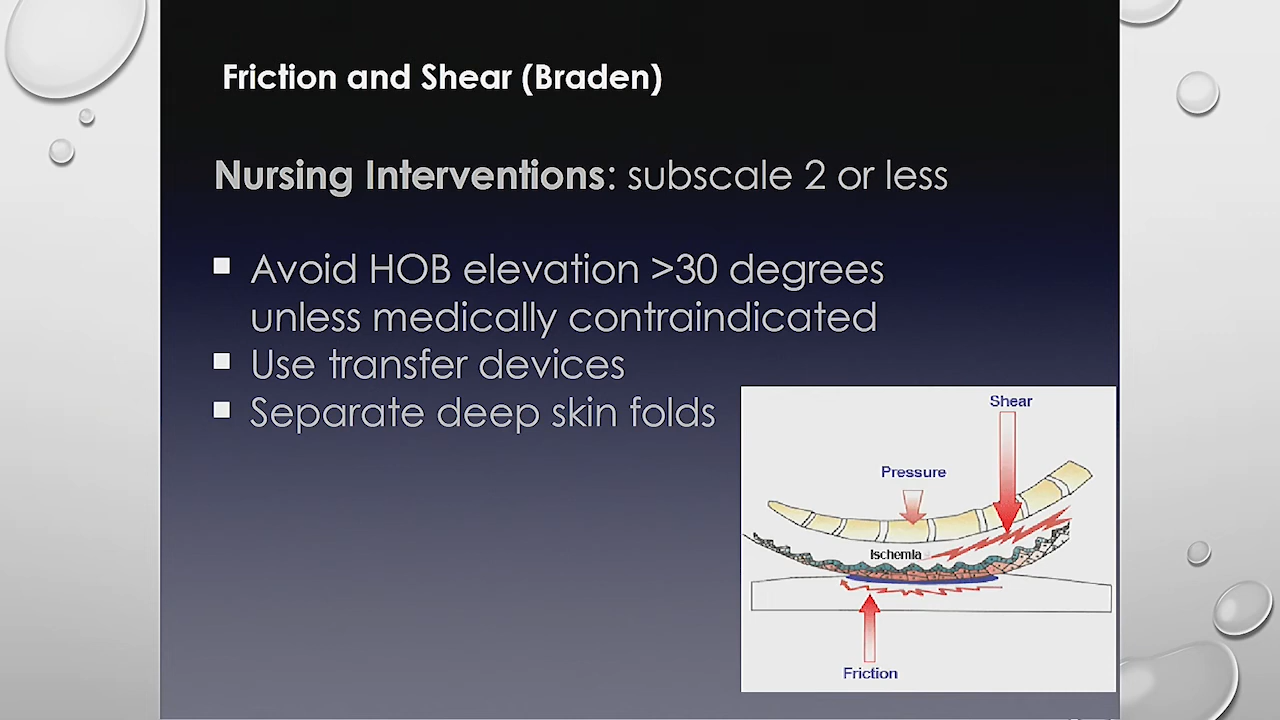 Friction and Shear (Braden)
Nursing Interventions: subscale 2 or less
Avoid HOB elevation >30 degrees
unless medically contraindicated
Use transfer devices
Separate deep skin folds
Shear
Pressure
Ischemia
Friction